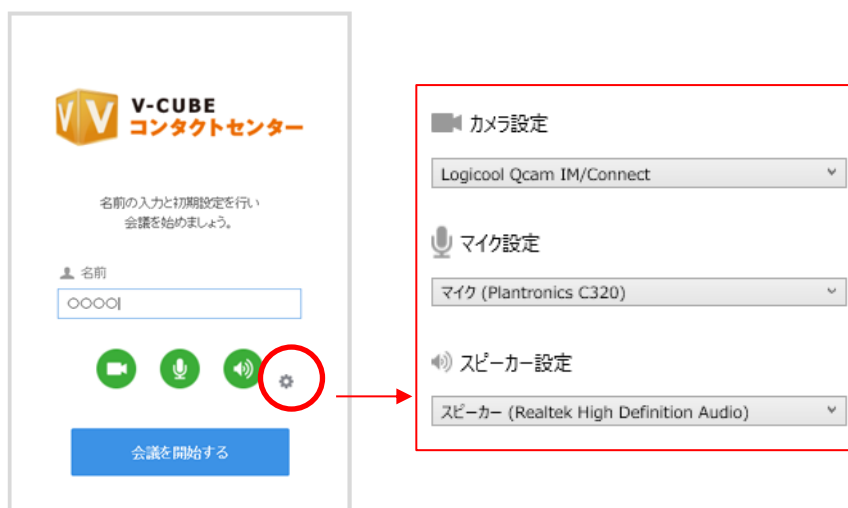 V-CUBE
コンタクトセンター
名前の入力と初期設定を行い
会議を始めましょう。
名前
○○○○
会議を開始する
カメラ設定
Logicool Qcam IM/Connect
マイク設定
マイク (Plantronics C320)
スピーカー設定
スピーカー (Realtek High Definition Audio)